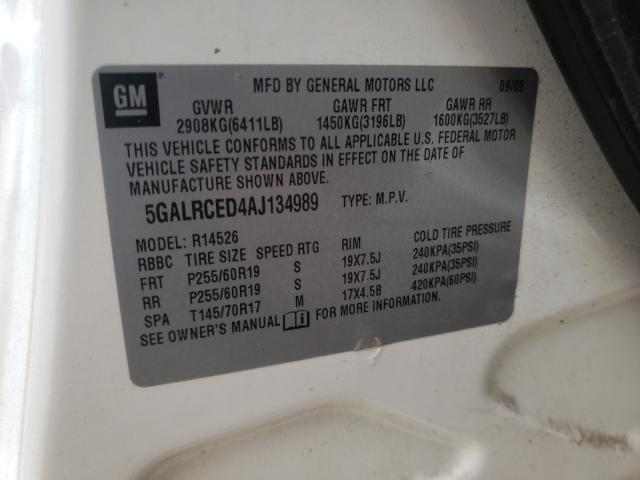 GM
MFD BY GENERAL MOTORS LLC 09/09
GVWR GAWR FRT GAWR RR
2908KG(6411LB) 1450KG(3196LB) 1600KG(3527LB)
THIS VEHICLE CONFORMS TO ALL APPLICABLE U.S. FEDERAL MOTOR
VEHICLE SAFETY STANDARDS IN EFFECT ON THE DATE OF
MANUFACTURE SHOWN ABOVE.
5GALRCED4AJ134989 TYPE: M.P.V.
MODEL: R14526
RBBC TIRE SIZE SPEED RTG RIM COLD TIRE PRESSURE
FRT P255/60R19 S 19X7.5J 240KPA(35PSI)
RR P255/60R19 S 19X7.5J 240KPA(35PSI)
SPA T145/70R17 M 17X4.5B 420KPA(60PSI)
SEE OWNER'S MANUAL FOR MORE INFORMATION.